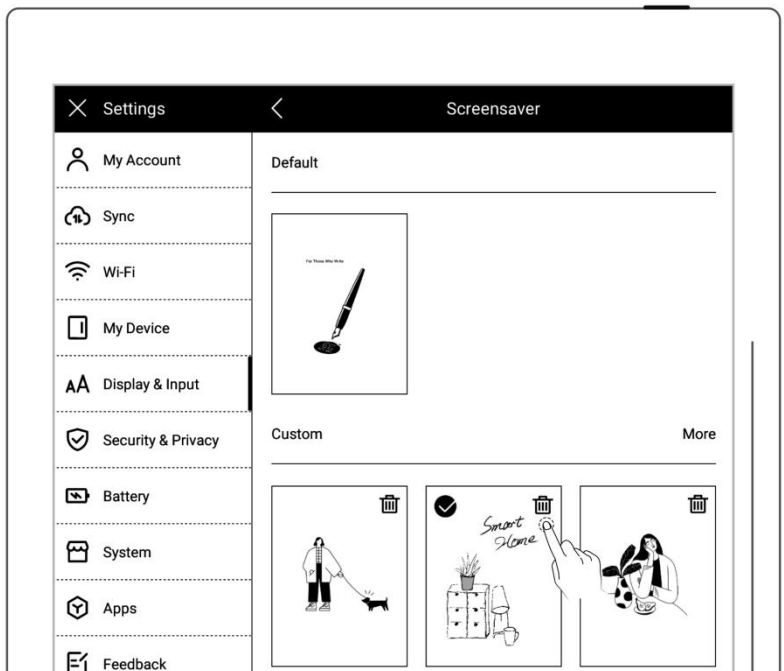 Settings
Screensaver
My Account
Sync
Wi-Fi
My Device
Display & Input
Security & Privacy
Battery
System
Apps
Feedback
Default
For Those Who Write
Custom
More
Smart
Home